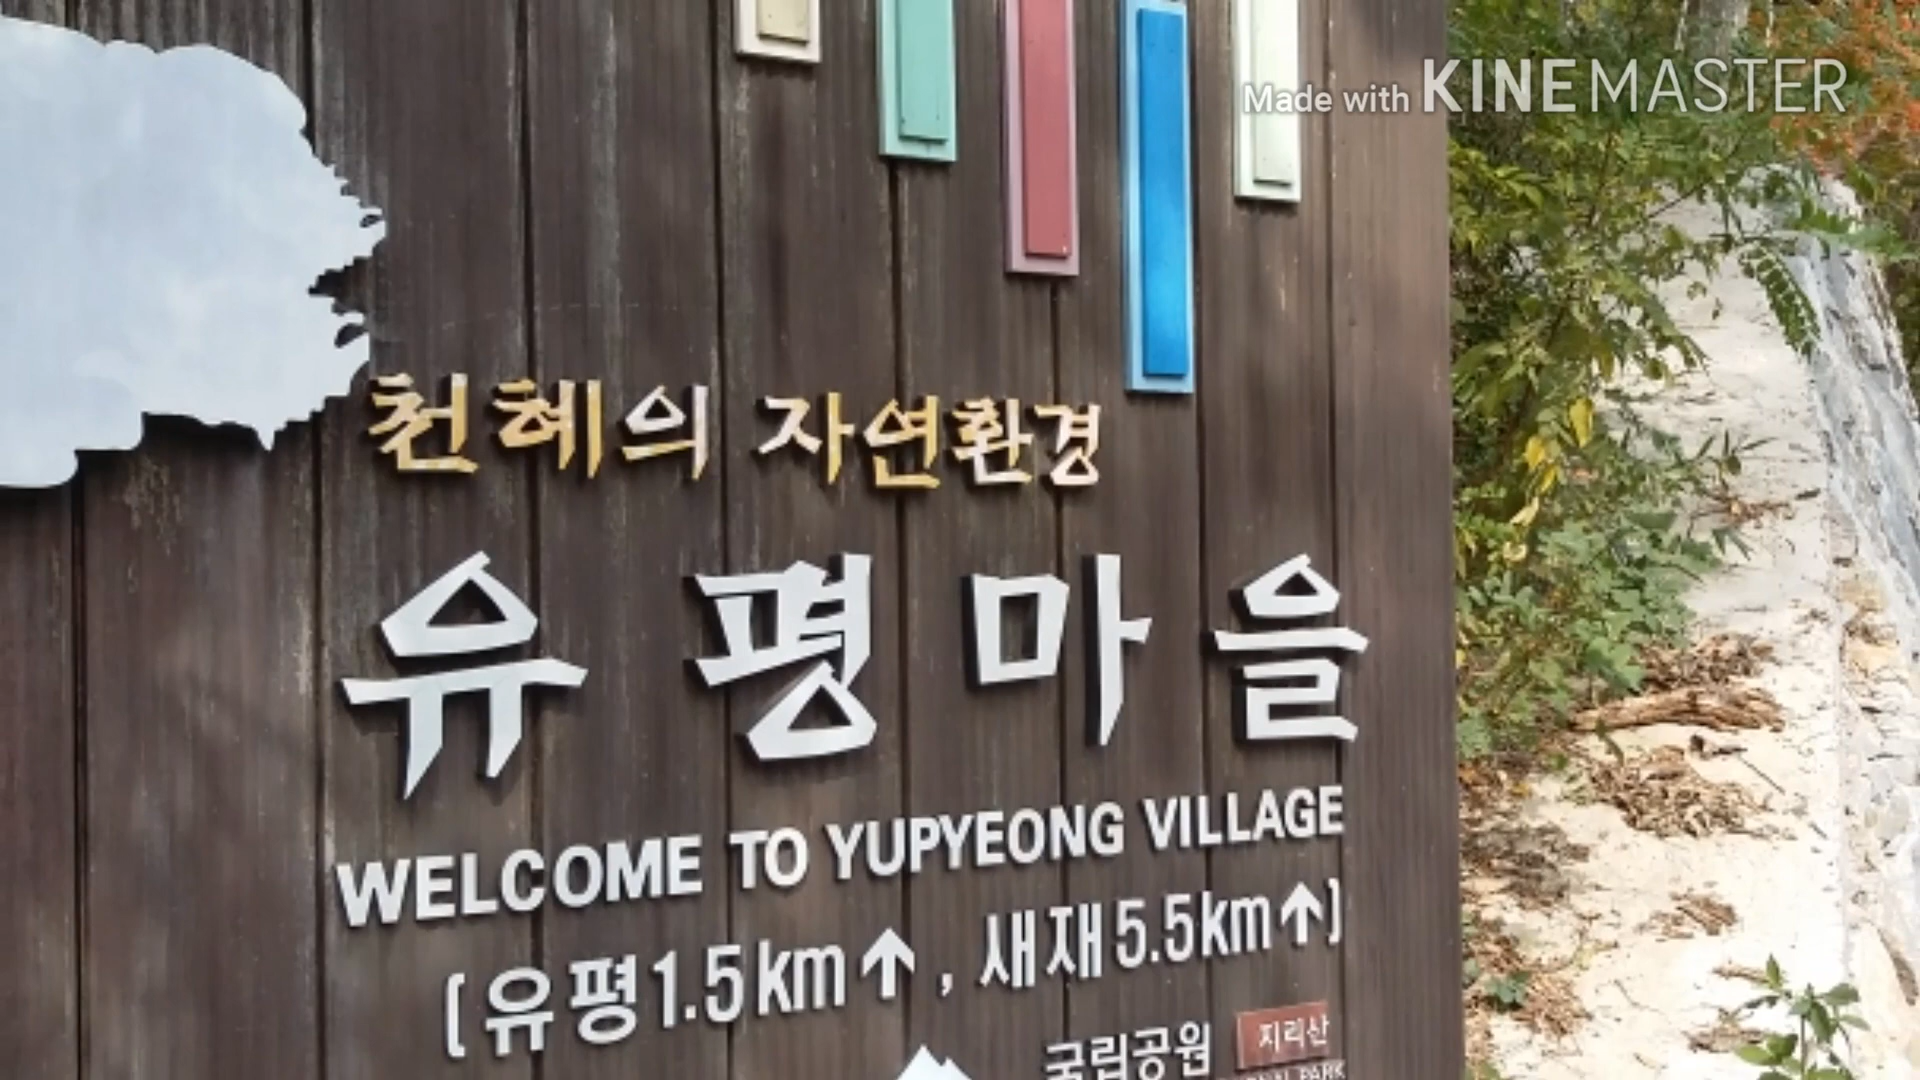 Made with KINEMASTER
천혜의 자연환경
유평마을
WELCOME TO YUPYEONG VILLAGE
(유평1.5km↑, 새재5.5km↑)
국립공원 지리산
PARK